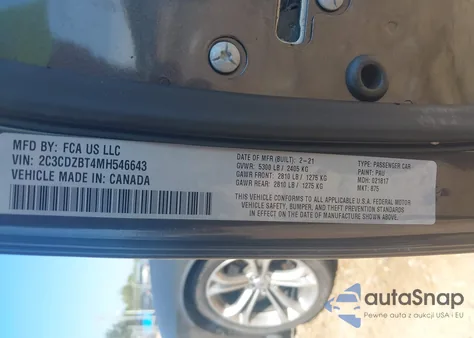 MFD BY: FCA US LLC
VIN: 2C3CDZBT4MH546643
VEHICLE MADE IN: CANADA
DATE OF MFR (BUILT): 2-21
GVWR: 5300 LB / 2405 KG
GAWR FRONT: 2810 LB / 1275 KG
GAWR REAR: 2810 LB / 1275 KG
TYPE: PASSENGER CAR
PAINT: PAU
MDH: 021817
MKT: 675
THIS VEHICLE CONFORMS TO ALL APPLICABLE U.S.A. FEDERAL MOTOR
VEHICLE SAFETY, BUMPER, AND THEFT PREVENTION STANDARDS
IN EFFECT ON THE DATE OF MANUFACTURE SHOWN ABOVE.
autoSnap
Pewne auta z aukcji USA i EU